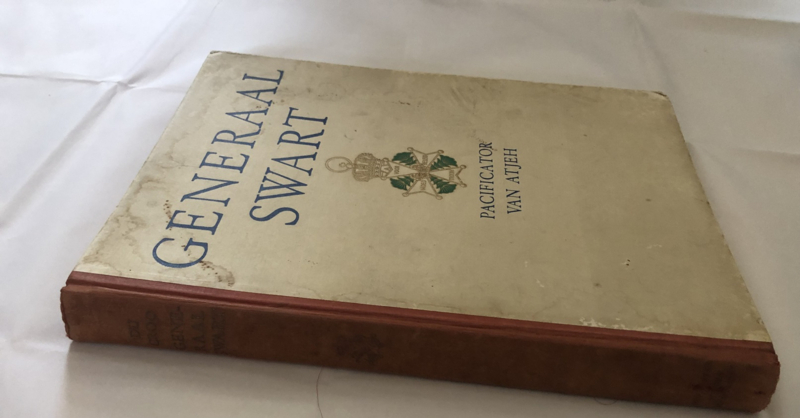 GENERAAL
SWART
PACIFICATOR
VAN ATJEH